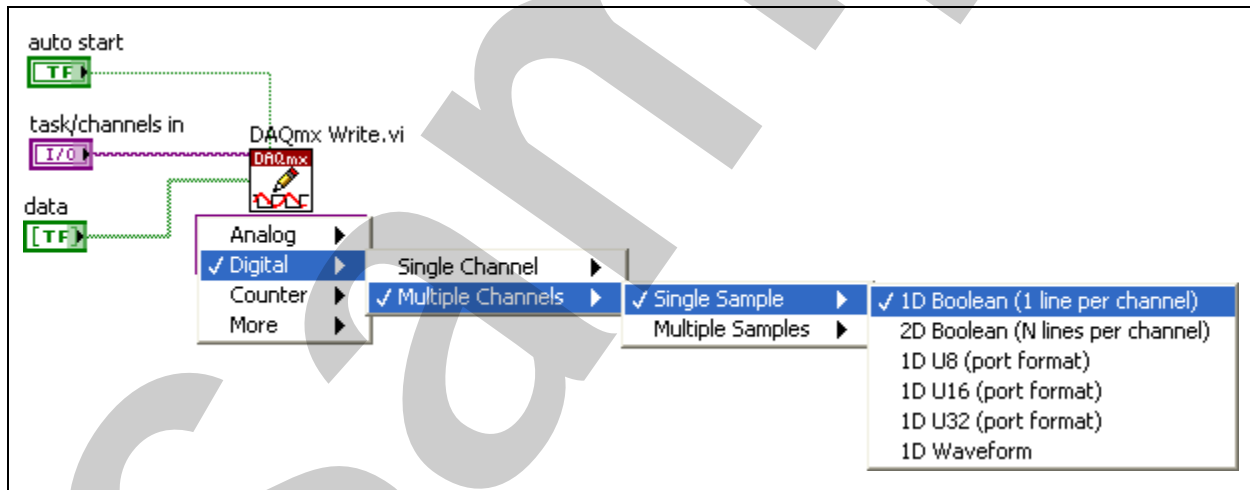 auto start
TF
task/channels in
I/O
DAQmx Write.vi
DAQmx
data
[TF]
Analog
Digital
Counter
More
Single Channel
Multiple Channels
Single Sample
Multiple Samples
1D Boolean (1 line per channel)
2D Boolean (N lines per channel)
1D U8 (port format)
1D U16 (port format)
1D U32 (port format)
1D Waveform